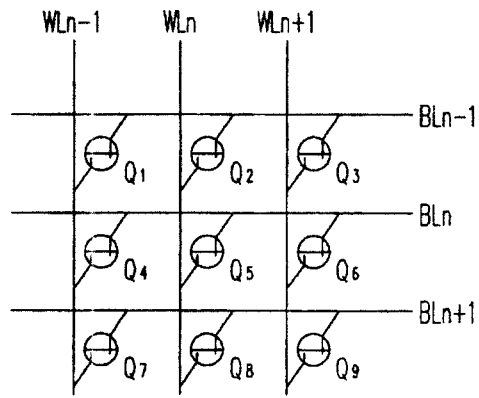 WLn-1 WLn WLn+1
BLn-1
Q1 Q2 Q3
BLn
Q4 Q5 Q6
BLn+1
Q7 Q8 Q9